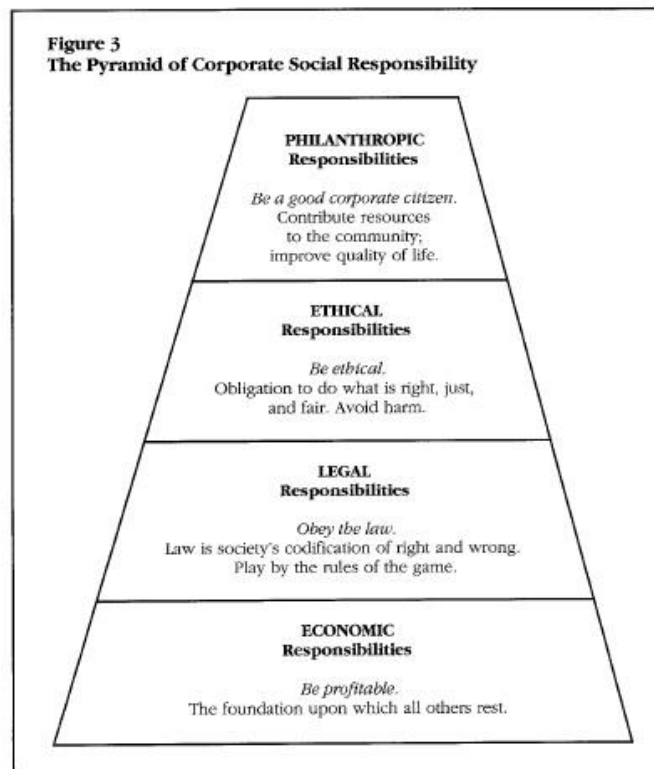 Figure 3
The Pyramid of Corporate Social Responsibility
PHILANTHROPIC
Responsibilities
Be a good corporate citizen.
Contribute resources
to the community;
improve quality of life.
ETHICAL
Responsibilities
Be ethical.
Obligation to do what is right, just,
and fair. Avoid harm.
LEGAL
Responsibilities
Obey the law.
Law is society's codification of right and wrong.
Play by the rules of the game.
ECONOMIC
Responsibilities
Be profitable.
The foundation upon which all others rest.